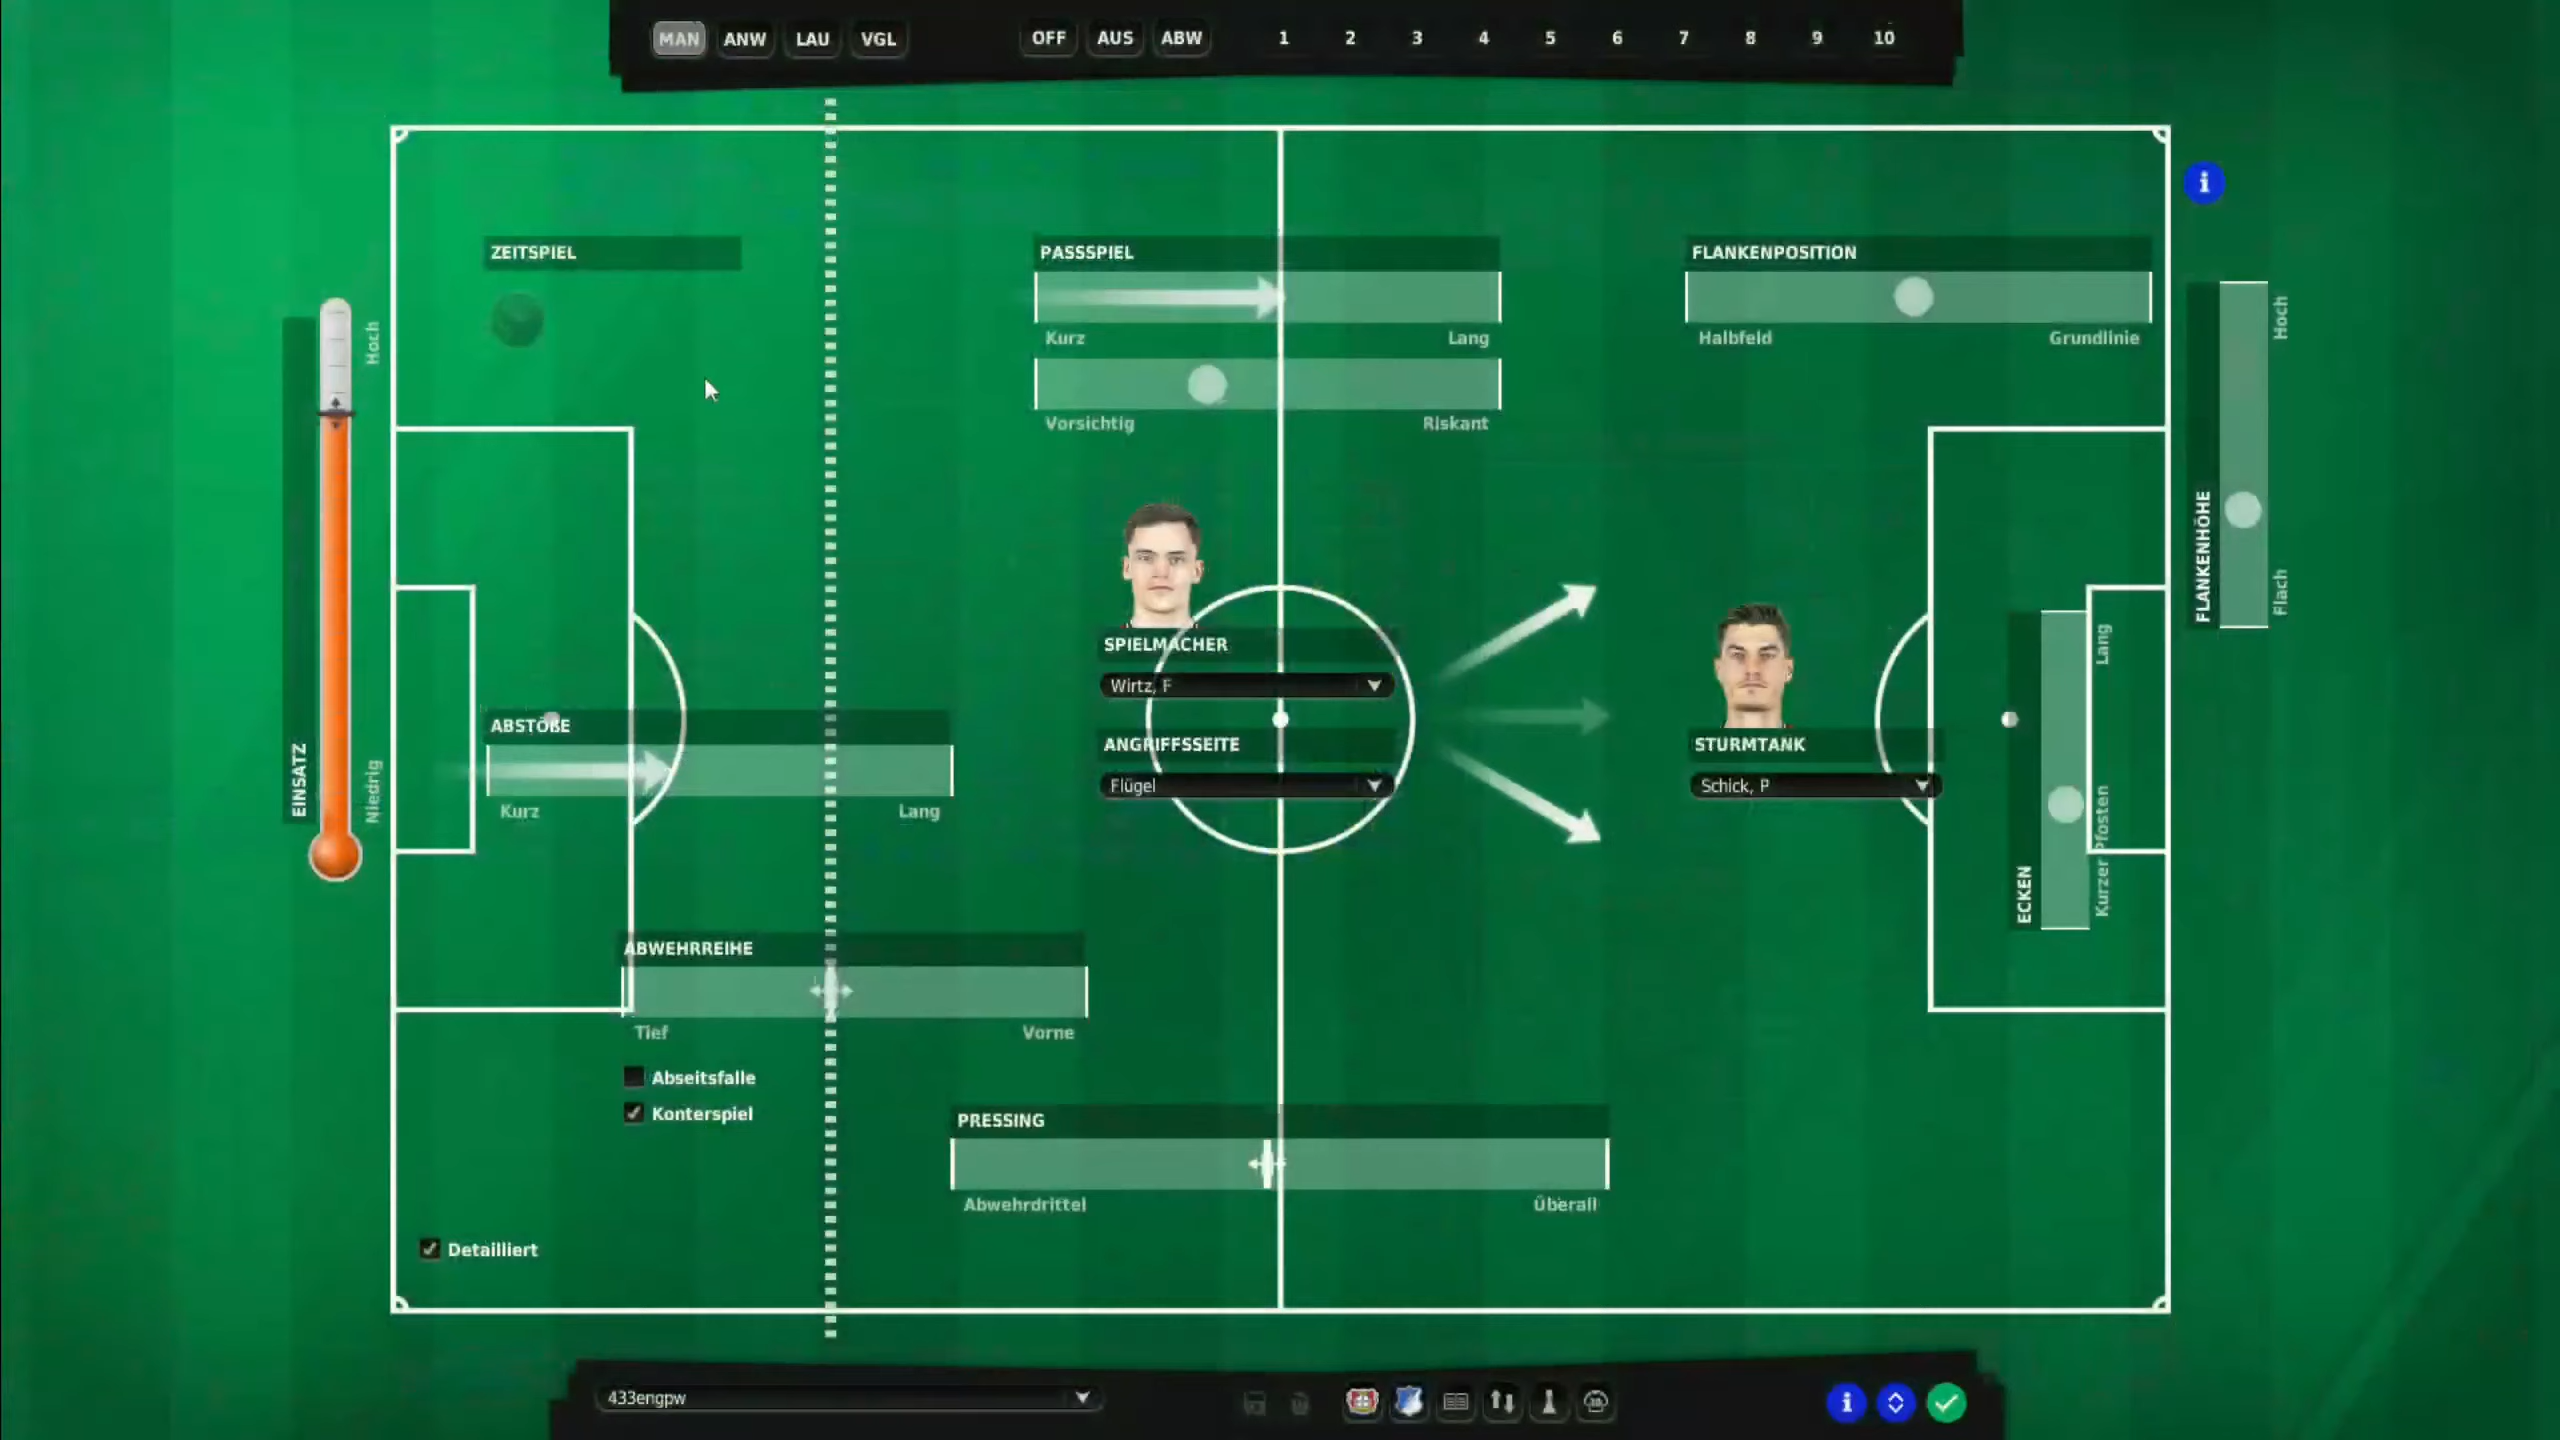 MAN ANW LAU VGL OFF AUS ABW 1 2 3 4 5 6 7 8 9 10
ZEITSPIEL
PASSSPIEL
Kurz Lang
Vorsichtig Riskant
FLANKENPOSITION
Halbfeld Grundlinie
Hoch
EINSATZ
Niedrig
Hoch
FLANKENHÖHE
Flach
SPIELMACHER
Wirtz, F
ANGRIFFSSEITE
Flügel
STURMTANK
Schick, P
Lang
ECKEN
Kurzer Pfosten
ABSTÖßE
Kurz Lang
ABWEHRREIHE
Tief Vorne
Abseitsfalle
Konterspiel
PRESSING
Abwehrdrittel Überall
Detailliert
433engpw